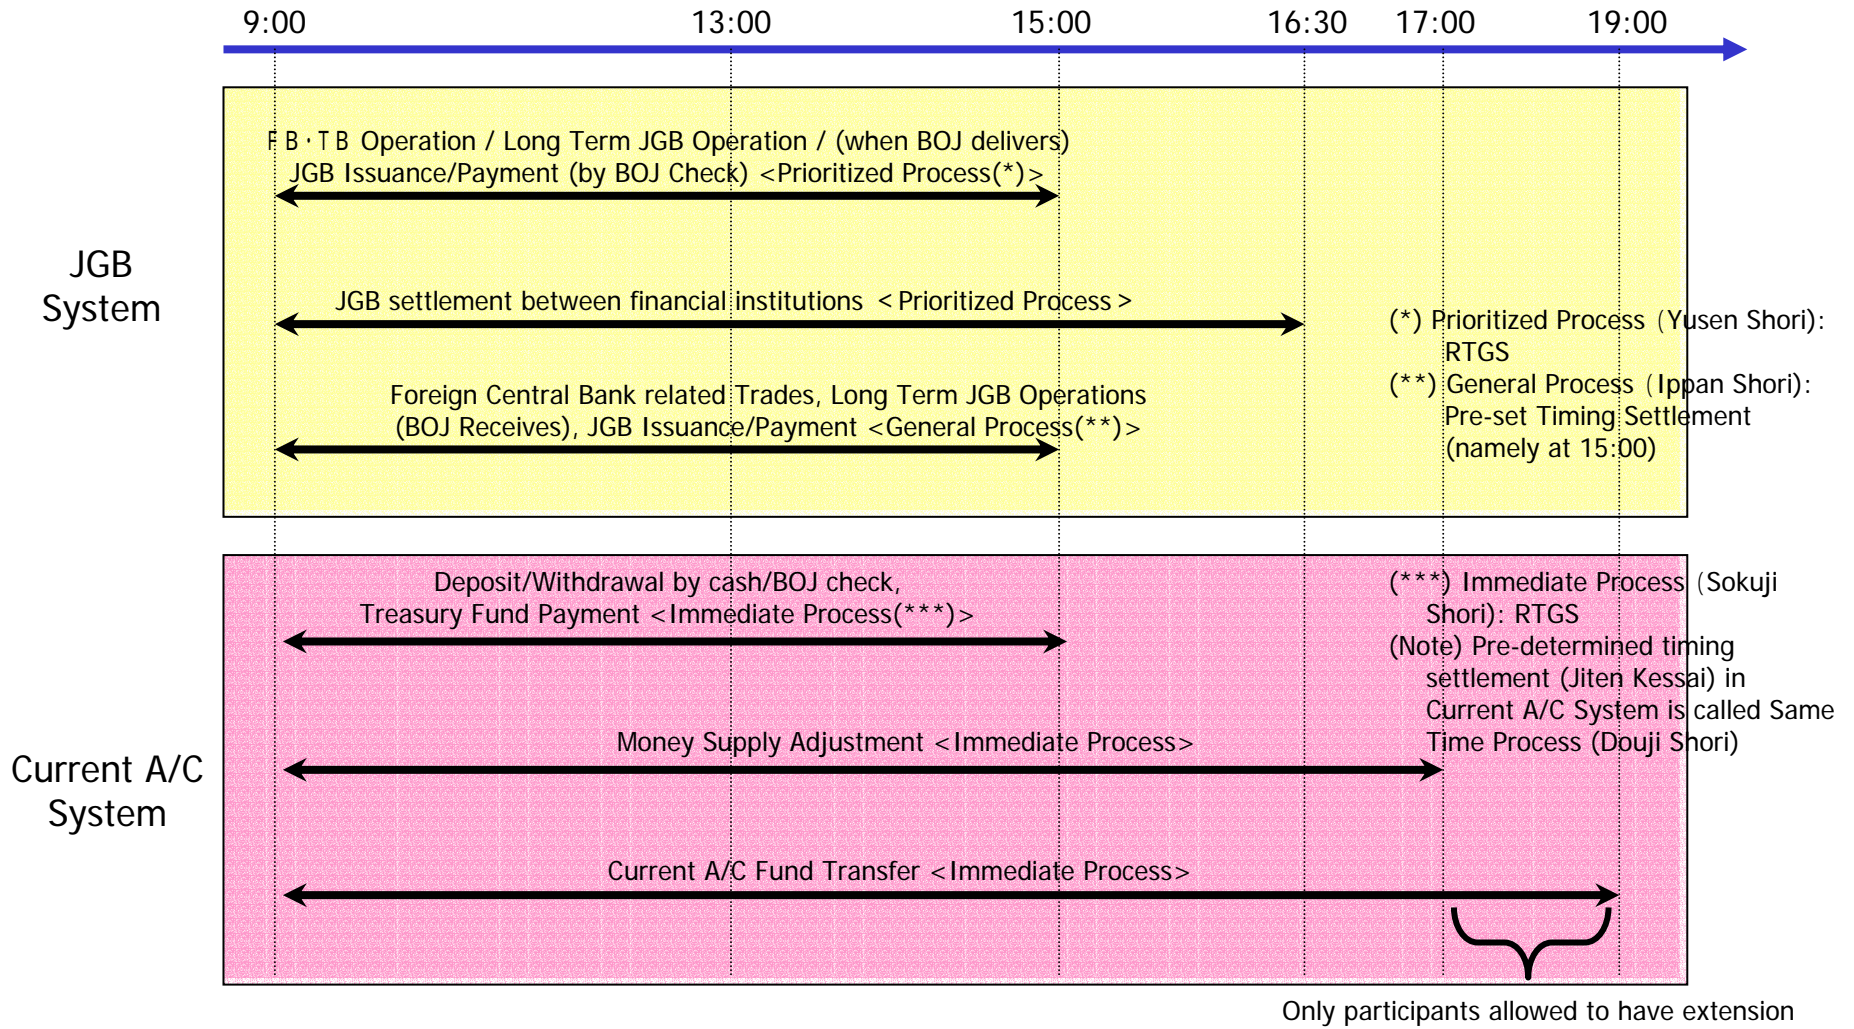 9:00 13:00 15:00 16:30 17:00 19:00
FB・TB Operation / Long Term JGB Operation / (when BOJ delivers)
JGB Issuance/Payment (by BOJ Check) <Prioritized Process(*)>
JGB
System
JGB settlement between financial institutions <Prioritized Process>
Foreign Central Bank related Trades, Long Term JGB Operations
(BOJ Receives), JGB Issuance/Payment <General Process(**)>
(*) Prioritized Process (Yusen Shori):
RTGS
(**) General Process (Ippan Shori):
Pre-set Timing Settlement
(namely at 15:00)
Deposit/Withdrawal by cash/BOJ check,
Treasury Fund Payment <Immediate Process(***)>
Current A/C
System
Money Supply Adjustment <Immediate Process>
Current A/C Fund Transfer <Immediate Process>
(***) Immediate Process (Sokuji
Shori): RTGS
(Note) Pre-determined timing
settlement (Jiten Kessai) in
Current A/C System is called Same
Time Process (Douji Shori)
Only participants allowed to have extension